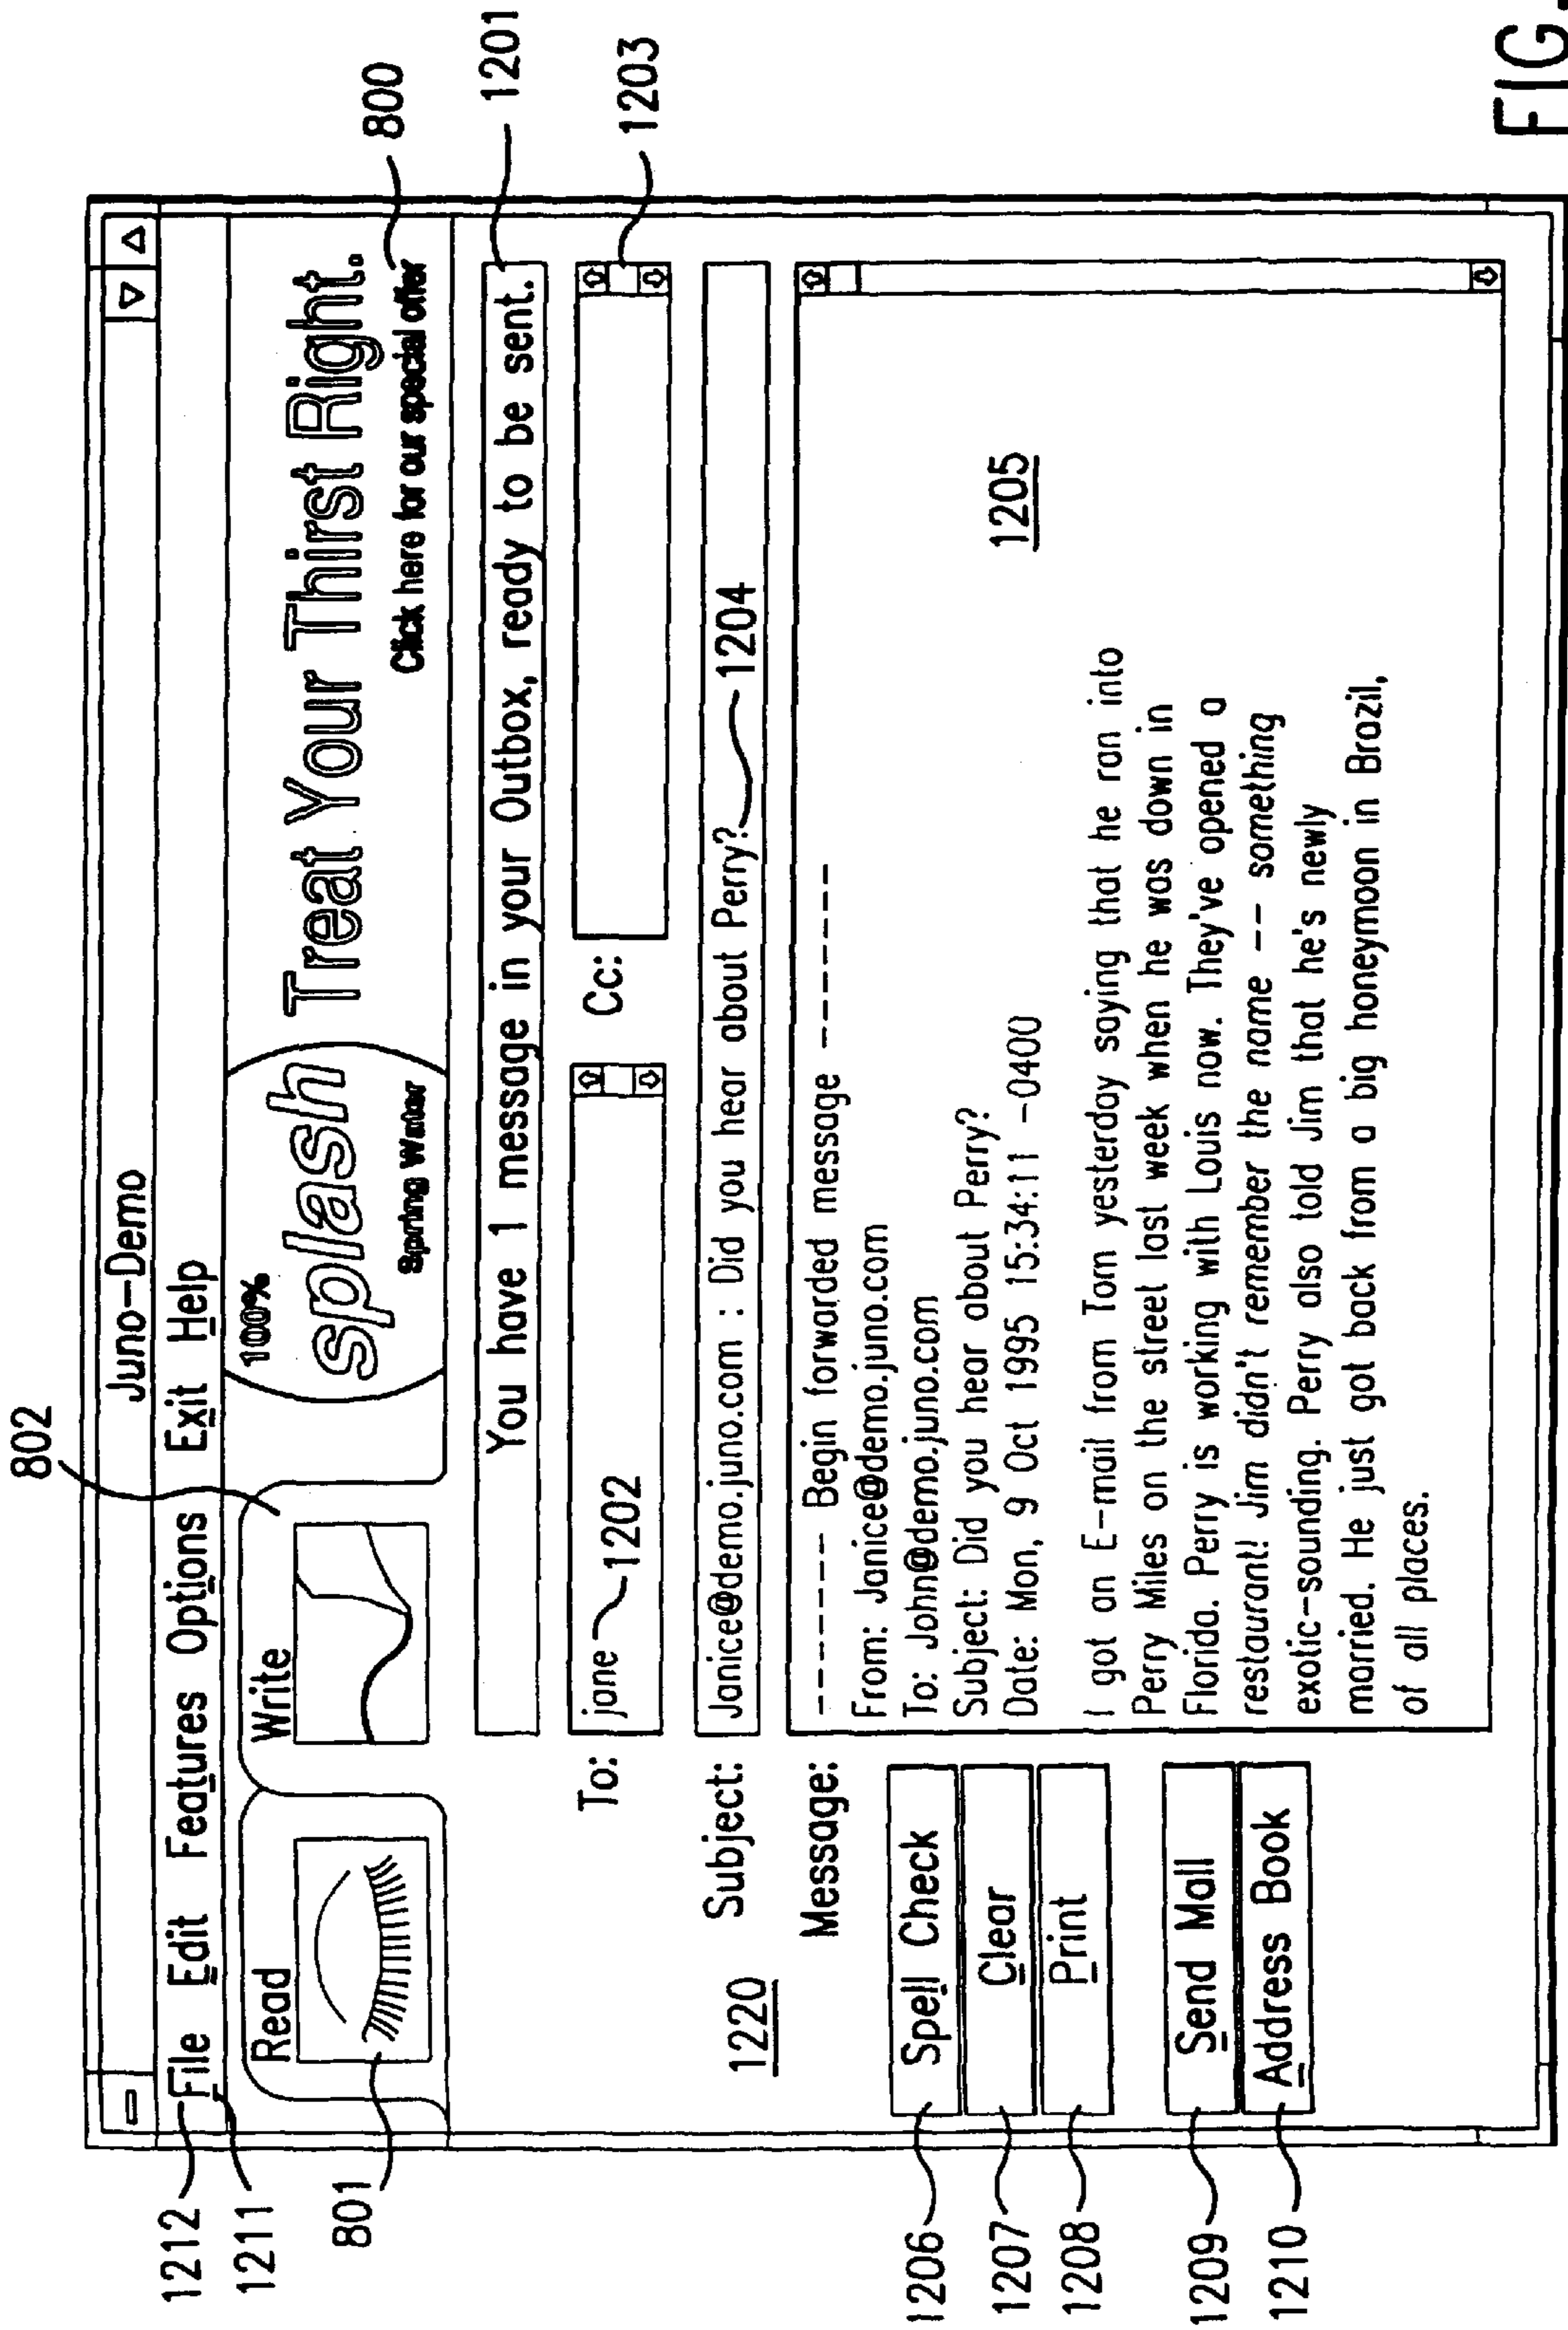 802
Juno-Demo
1212
File Edit Features Options Exit Help
1211
Read
Write
801
100%
splash
Spring Water
Treat Your Thirst Right.
Click here for our special offer
800
You have 1 message in your Outbox, ready to be sent.
1201
To: jane 1202
Cc:
1203
Subject: Janice@demo.juno.com : Did you hear about Perry? 1204
1220
Message:
------- Begin forwarded message --------
From: Janice@demo.juno.com
To: John@demo.juno.com
Subject: Did you hear about Perry?
Date: Mon, 9 Oct 1995 15:34:11 -0400
I got an E-mail from Tom yesterday saying that he ran into
Perry Miles on the street last week when he was down in
Florida. Perry is working with Louis now. They've opened a
restaurant! Jim didn't remember the name -- something
exotic-sounding. Perry also told Jim that he's newly
married. He just got back from a big honeymoon in Brazil,
of all places.
1205
1206
Spell Check
1207
Clear
1208
Print
1209
Send Mail
1210
Address Book
FIG.